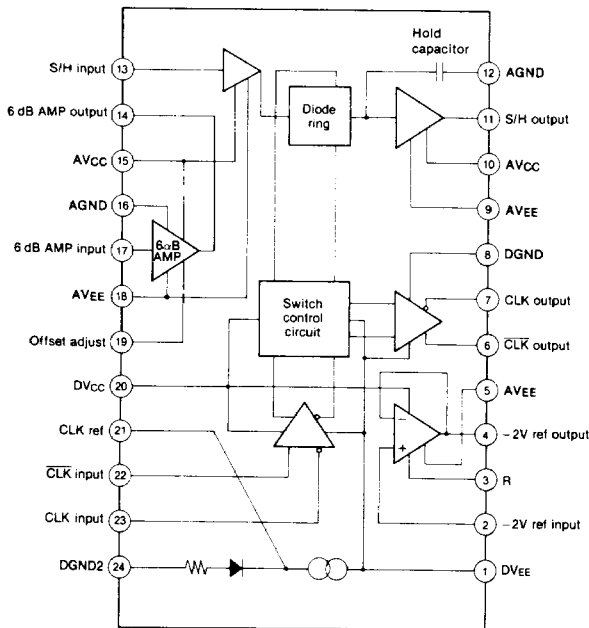 Hold
capacitor
S/H input 13
12 AGND
6 dB AMP output 14
Diode
ring
11 S/H output
AVCC 15
10 AVCC
AGND 16
9 AVEE
6 dB AMP input 17
6dB
AMP
8 DGND
AVEE 18
Switch
control
circuit
7 CLK output
Offset adjust 19
6 C̅L̅K̅ output
DVCC 20
5 AVEE
CLK ref 21
−
4 −2V ref output
+
C̅L̅K̅ input 22
3 R
CLK input 23
2 −2V ref input
DGND2 24
1 DVEE